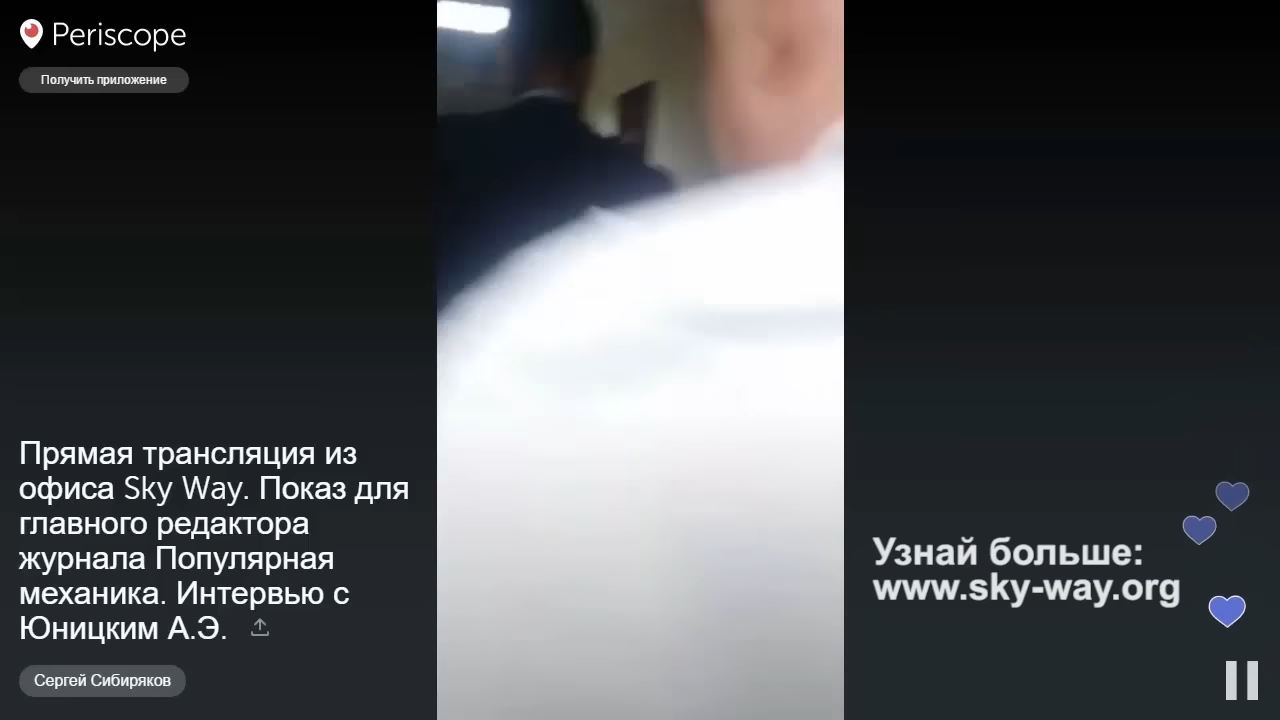 Periscope
Получить приложение
Прямая трансляция из
офиса Sky Way. Показ для
главного редактора
журнала Популярная
механика. Интервью с
Юницким А.Э.
Сергей Сибиряков
Узнай больше:
www.sky-way.org